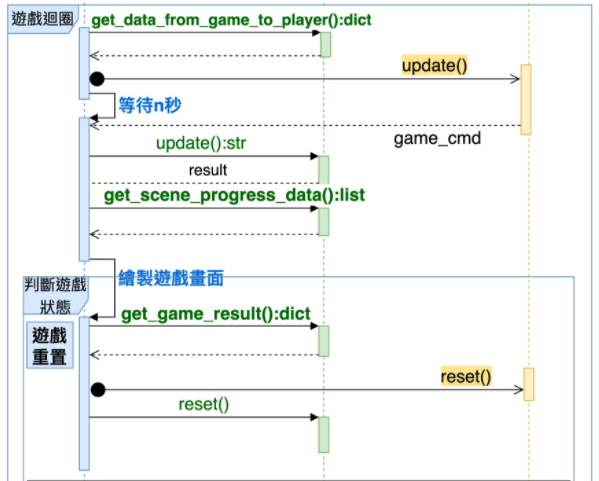 遊戲迴圈
get_data_from_game_to_player():dict
update()
等待n秒
game_cmd
update():str
result
get_scene_progress_data():list
繪製遊戲畫面
判斷遊戲
狀態
get_game_result():dict
遊戲
重置
reset()
reset()